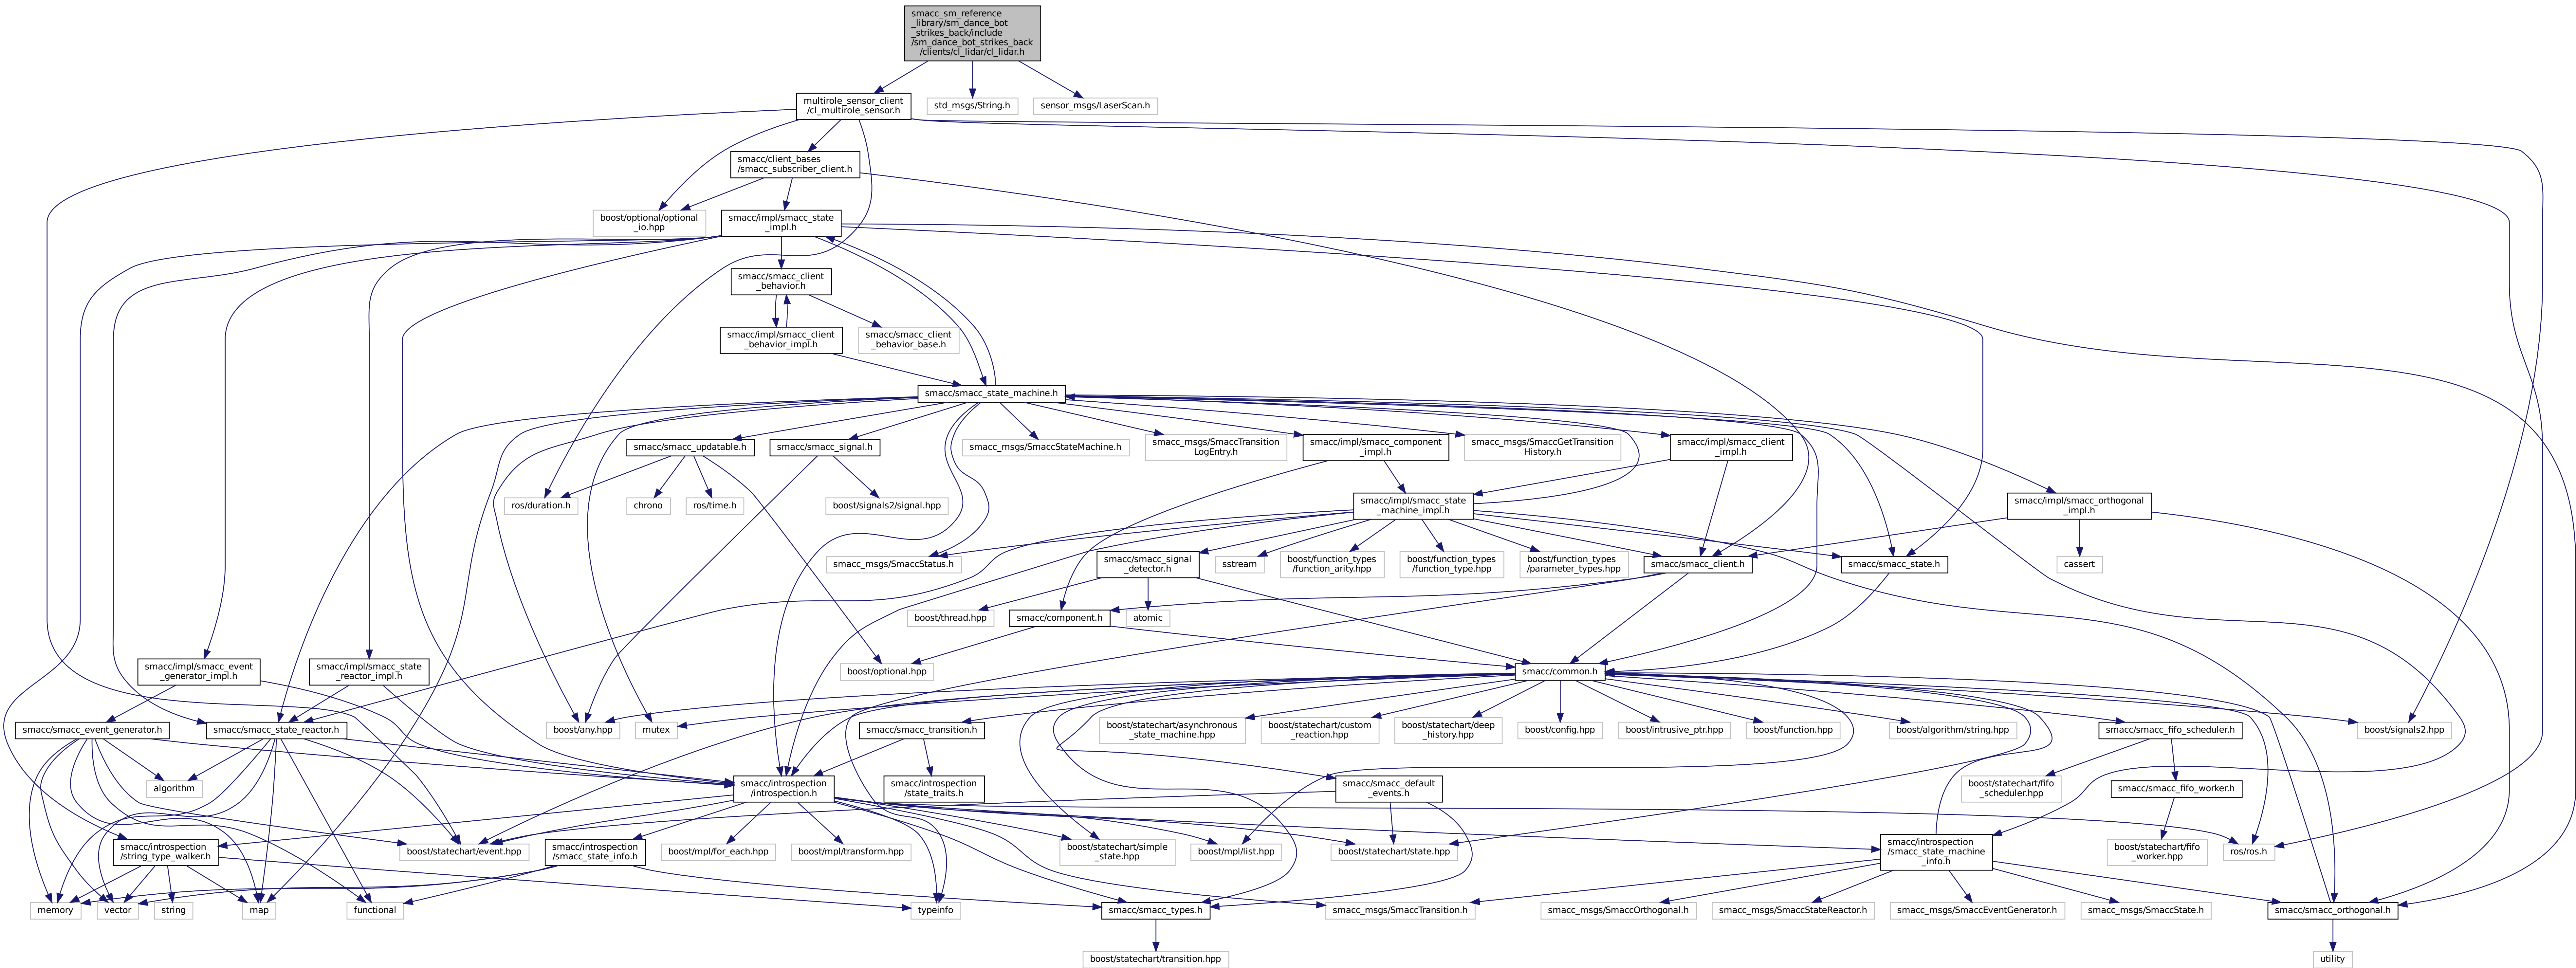 smacc_sm_reference
_library/sm_dance_bot
_strikes_back/include
/sm_dance_bot_strikes_back
/clients/cl_lidar/cl_lidar.h
multirole_sensor_client
/cl_multirole_sensor.h
std_msgs/String.h
sensor_msgs/LaserScan.h
smacc/client_bases
/smacc_subscriber_client.h
boost/optional/optional
_io.hpp
smacc/impl/smacc_state
_impl.h
smacc/smacc_client
_behavior.h
smacc/impl/smacc_client
_behavior_impl.h
smacc/smacc_client
_behavior_base.h
smacc/smacc_state_machine.h
smacc/smacc_updatable.h
smacc/smacc_signal.h
smacc_msgs/SmaccStateMachine.h
smacc_msgs/SmaccTransition
LogEntry.h
smacc/impl/smacc_component
_impl.h
smacc_msgs/SmaccGetTransition
History.h
smacc/impl/smacc_client
_impl.h
ros/duration.h
chrono
ros/time.h
boost/signals2/signal.hpp
smacc/impl/smacc_state
_machine_impl.h
smacc/impl/smacc_orthogonal
_impl.h
smacc_msgs/SmaccStatus.h
smacc/smacc_signal
_detector.h
sstream
boost/function_types
/function_arity.hpp
boost/function_types
/function_type.hpp
boost/function_types
/parameter_types.hpp
smacc/smacc_client.h
smacc/smacc_state.h
cassert
boost/thread.hpp
smacc/component.h
atomic
smacc/impl/smacc_event
_generator_impl.h
smacc/impl/smacc_state
_reactor_impl.h
boost/optional.hpp
smacc/common.h
smacc/smacc_event_generator.h
smacc/smacc_state_reactor.h
boost/any.hpp
mutex
smacc/smacc_transition.h
boost/statechart/asynchronous
_state_machine.hpp
boost/statechart/custom
_reaction.hpp
boost/statechart/deep
_history.hpp
boost/config.hpp
boost/intrusive_ptr.hpp
boost/function.hpp
boost/algorithm/string.hpp
smacc/smacc_fifo_scheduler.h
boost/signals2.hpp
algorithm
smacc/introspection
/introspection.h
smacc/introspection
/state_traits.h
smacc/smacc_default
_events.h
boost/statechart/fifo
_scheduler.hpp
smacc/smacc_fifo_worker.h
smacc/introspection
/string_type_walker.h
boost/statechart/event.hpp
smacc/introspection
/smacc_state_info.h
boost/mpl/for_each.hpp
boost/mpl/transform.hpp
boost/statechart/simple
_state.hpp
boost/mpl/list.hpp
boost/statechart/state.hpp
smacc/introspection
/smacc_state_machine
_info.h
boost/statechart/fifo
_worker.hpp
ros/ros.h
memory
vector
string
map
functional
typeinfo
smacc/smacc_types.h
smacc_msgs/SmaccTransition.h
smacc_msgs/SmaccOrthogonal.h
smacc_msgs/SmaccStateReactor.h
smacc_msgs/SmaccEventGenerator.h
smacc_msgs/SmaccState.h
smacc/smacc_orthogonal.h
boost/statechart/transition.hpp
utility